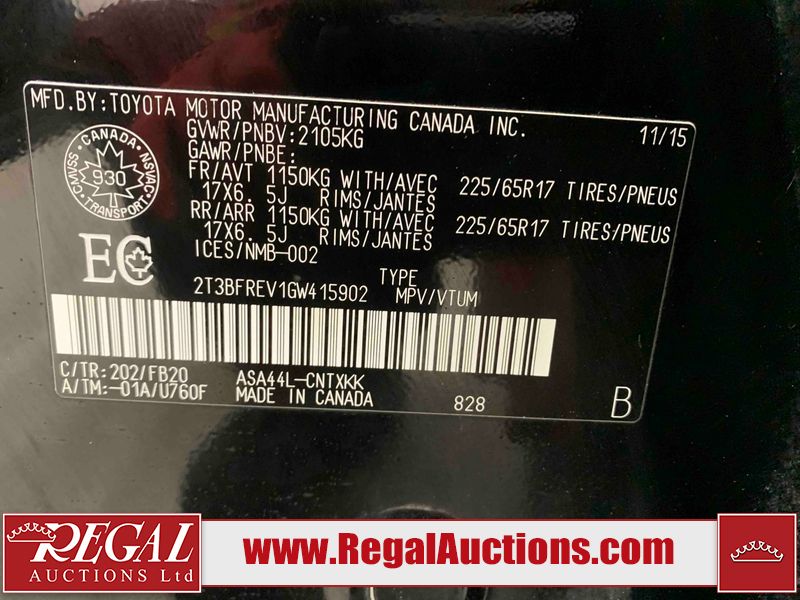 MFD.BY:TOYOTA MOTOR MANUFACTURING CANADA INC. 11/15
GVWR/PNBV:2105KG
GAWR/PNBE:
FR/AVT 1150KG WITH/AVEC 225/65R17 TIRES/PNEUS
17X6.5J RIMS/JANTES
RR/ARR 1150KG WITH/AVEC 225/65R17 TIRES/PNEUS
17X6.5J RIMS/JANTES
ICES/NMB-002
CANADA
CMVSS NSVAC
930
TRANSPORT
EC
2T3BFREV1GW415902 TYPE
MPV/VTUM
C/TR:202/FB20 ASA44L-CNTXKK
A/TM:-01A/U760F MADE IN CANADA 828 B
REGAL
AUCTIONS Ltd
www.RegalAuctions.com